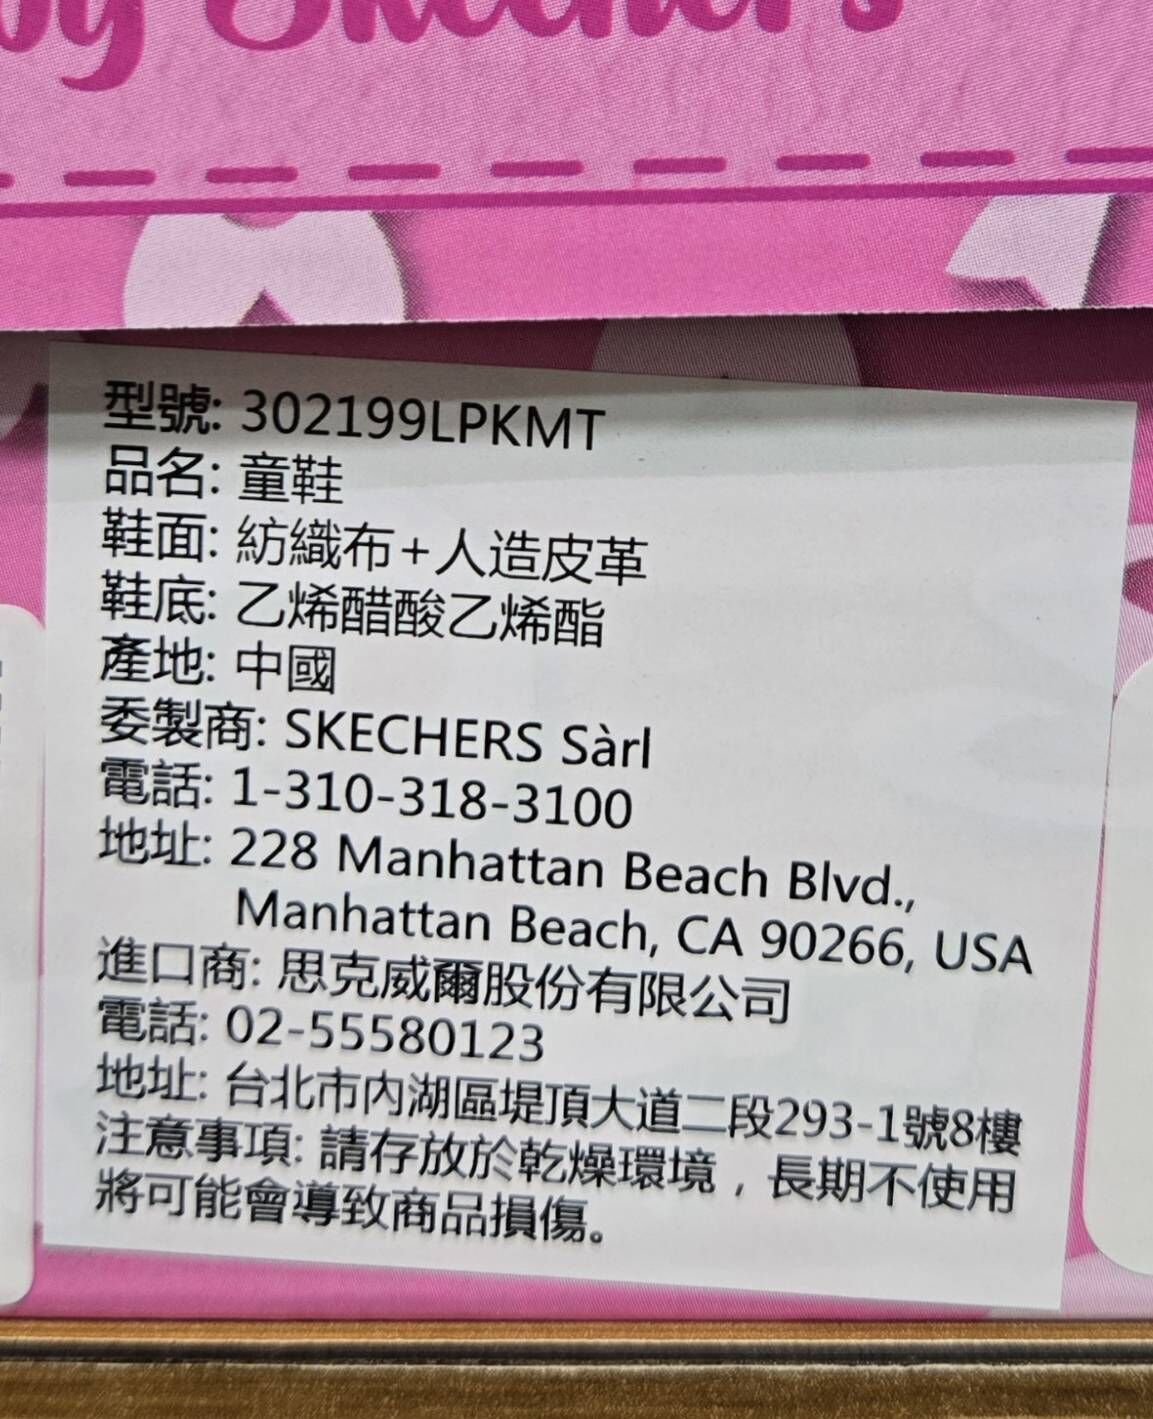 by Skechers
型號: 302199LPKMT
品名: 童鞋
鞋面: 紡織布+人造皮革
鞋底: 乙烯醋酸乙烯酯
產地: 中國
委製商: SKECHERS Sàrl
電話: 1-310-318-3100
地址: 228 Manhattan Beach Blvd.,
Manhattan Beach, CA 90266, USA
進口商: 思克威爾股份有限公司
電話: 02-55580123
地址: 台北市內湖區堤頂大道二段293-1號8樓
注意事項: 請存放於乾燥環境，長期不使用
將可能會導致商品損傷。